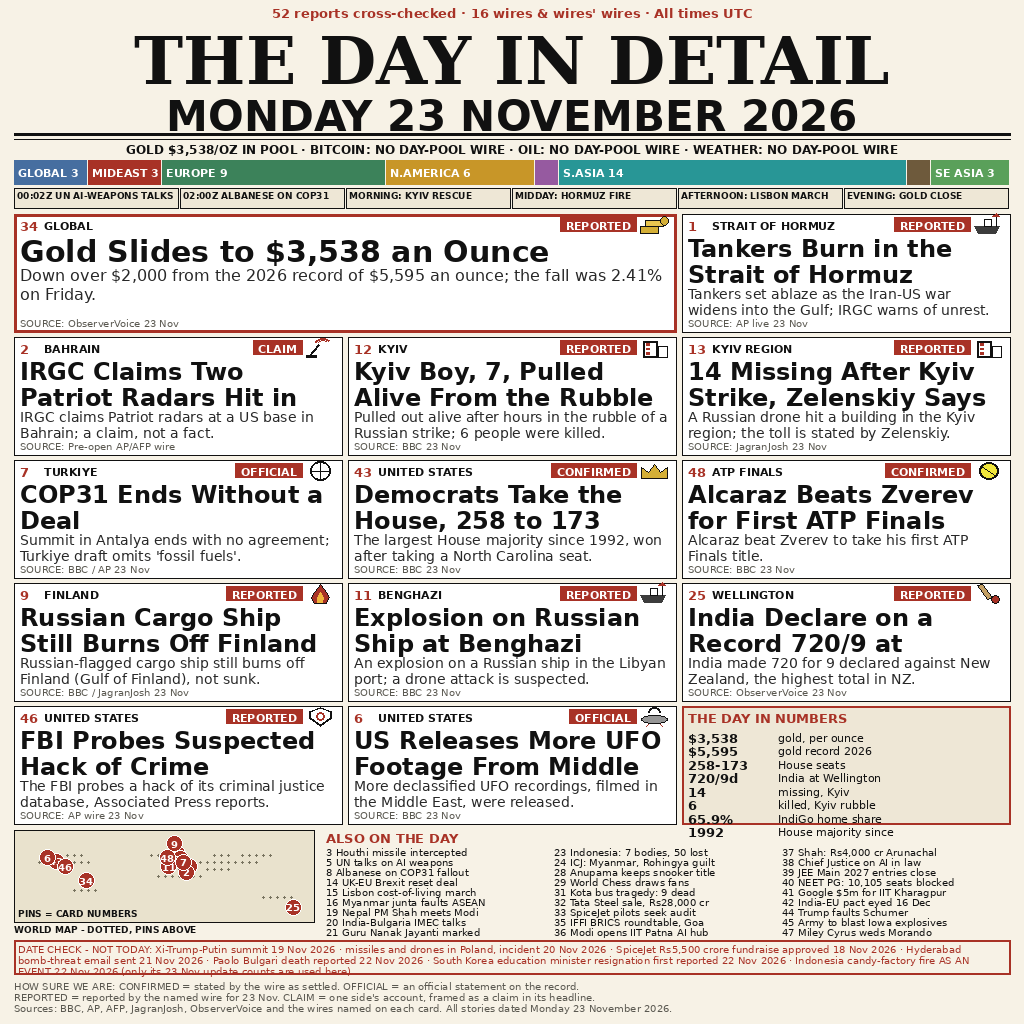 52 reports cross-checked · 16 wires & wires' wires · All times UTC
THE DAY IN DETAIL
MONDAY 23 NOVEMBER 2026
GOLD $3,538/OZ IN POOL · BITCOIN: NO DAY-POOL WIRE · OIL: NO DAY-POOL WIRE · WEATHER: NO DAY-POOL WIRE
GLOBAL 3 MIDEAST 3 EUROPE 9 N.AMERICA 6 S.ASIA 14 SE ASIA 3
00:02Z UN AI-WEAPONS TALKS 02:00Z ALBANESE ON COP31 MORNING: KYIV RESCUE MIDDAY: HORMUZ FIRE AFTERNOON: LISBON MARCH EVENING: GOLD CLOSE
34 GLOBAL REPORTED
Gold Slides to $3,538 an Ounce
Down over $2,000 from the 2026 record of $5,595 an ounce; the fall was 2.41%
on Friday.
SOURCE: ObserverVoice 23 Nov
1 STRAIT OF HORMUZ REPORTED
Tankers Burn in the
Strait of Hormuz
Tankers set ablaze as the Iran-US war
widens into the Gulf; IRGC warns of unrest.
SOURCE: AP live 23 Nov
2 BAHRAIN CLAIM
IRGC Claims Two
Patriot Radars Hit in
IRGC claims Patriot radars at a US base in
Bahrain; a claim, not a fact.
SOURCE: Pre-open AP/AFP wire
12 KYIV REPORTED
Kyiv Boy, 7, Pulled
Alive From the Rubble
Pulled out alive after hours in the rubble of a
Russian strike; 6 people were killed.
SOURCE: BBC 23 Nov
13 KYIV REGION REPORTED
14 Missing After Kyiv
Strike, Zelenskiy Says
A Russian drone hit a building in the Kyiv
region; the toll is stated by Zelenskiy.
SOURCE: JagranJosh 23 Nov
7 TURKIYE OFFICIAL
COP31 Ends Without a
Deal
Summit in Antalya ends with no agreement;
Turkiye draft omits 'fossil fuels'.
SOURCE: BBC / AP 23 Nov
43 UNITED STATES CONFIRMED
Democrats Take the
House, 258 to 173
The largest House majority since 1992, won
after taking a North Carolina seat.
SOURCE: BBC 23 Nov
48 ATP FINALS CONFIRMED
Alcaraz Beats Zverev
for First ATP Finals
Alcaraz beat Zverev to take his first ATP
Finals title.
SOURCE: BBC 23 Nov
9 FINLAND REPORTED
Russian Cargo Ship
Still Burns Off Finland
Russian-flagged cargo ship still burns off
Finland (Gulf of Finland), not sunk.
SOURCE: BBC / JagranJosh 23 Nov
11 BENGHAZI REPORTED
Explosion on Russian
Ship at Benghazi
An explosion on a Russian ship in the Libyan
port; a drone attack is suspected.
SOURCE: BBC 23 Nov
25 WELLINGTON REPORTED
India Declare on a
Record 720/9 at
India made 720 for 9 declared against New
Zealand, the highest total in NZ.
SOURCE: ObserverVoice 23 Nov
46 UNITED STATES REPORTED
FBI Probes Suspected
Hack of Crime
The FBI probes a hack of its criminal justice
database, Associated Press reports.
SOURCE: AP wire 23 Nov
6 UNITED STATES OFFICIAL
US Releases More UFO
Footage From Middle
More declassified UFO recordings, filmed in
the Middle East, were released.
SOURCE: BBC 23 Nov
THE DAY IN NUMBERS
$3,538 gold, per ounce
$5,595 gold record 2026
258-173 House seats
720/9d India at Wellington
14 missing, Kyiv
6 killed, Kyiv rubble
65.9% IndiGo home share
1992 House majority since
9
6 48 7
46 11 2
34
25
PINS = CARD NUMBERS
WORLD MAP - DOTTED, PINS ABOVE
ALSO ON THE DAY
3 Houthi missile intercepted
5 UN talks on AI weapons
8 Albanese on COP31 fallout
14 UK-EU Brexit reset deal
15 Lisbon cost-of-living march
16 Myanmar junta faults ASEAN
19 Nepal PM Shah meets Modi
20 India-Bulgaria IMEC talks
21 Guru Nanak Jayanti marked
23 Indonesia: 7 bodies, 50 lost
24 ICJ: Myanmar, Rohingya guilt
28 Anupama keeps snooker title
29 World Chess draws fans
31 Kota bus tragedy: 9 dead
32 Tata Steel sale, Rs28,000 cr
33 SpiceJet pilots seek audit
35 IFFI BRICS roundtable, Goa
36 Modi opens IIT Patna AI hub
37 Shah: Rs4,000 cr Arunachal
38 Chief Justice on AI in law
39 JEE Main 2027 entries close
40 NEET PG: 10,105 seats blocked
41 Google $5m for IIT Kharagpur
42 India-EU pact eyed 16 Dec
44 Trump faults Schumer
45 Army to blast Iowa explosives
47 Miley Cyrus weds Morando
DATE CHECK - NOT TODAY: Xi-Trump-Putin summit 19 Nov 2026 · missiles and drones in Poland, incident 20 Nov 2026 · SpiceJet Rs5,500 crore fundraise approved 18 Nov 2026 · Hyderabad
bomb-threat email sent 21 Nov 2026 · Paolo Bulgari death reported 22 Nov 2026 · South Korea education minister resignation first reported 22 Nov 2026 · Indonesia candy-factory fire AS AN
EVENT 22 Nov 2026 (only its 23 Nov update counts are used here)
HOW SURE WE ARE: CONFIRMED = stated by the wire as settled. OFFICIAL = an official statement on the record.
REPORTED = reported by the named wire for 23 Nov. CLAIM = one side's account, framed as a claim in its headline.
Sources: BBC, AP, AFP, JagranJosh, ObserverVoice and the wires named on each card. All stories dated Monday 23 November 2026.